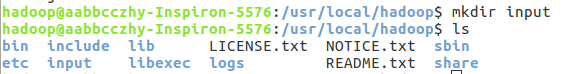 hadoop@aabbcczhy-Inspiron-5576:/usr/local/hadoop$ mkdir input
hadoop@aabbcczhy-Inspiron-5576:/usr/local/hadoop$ ls
bin  include  lib      LICENSE.txt  NOTICE.txt  sbin
etc  input    libexec  logs         README.txt  share